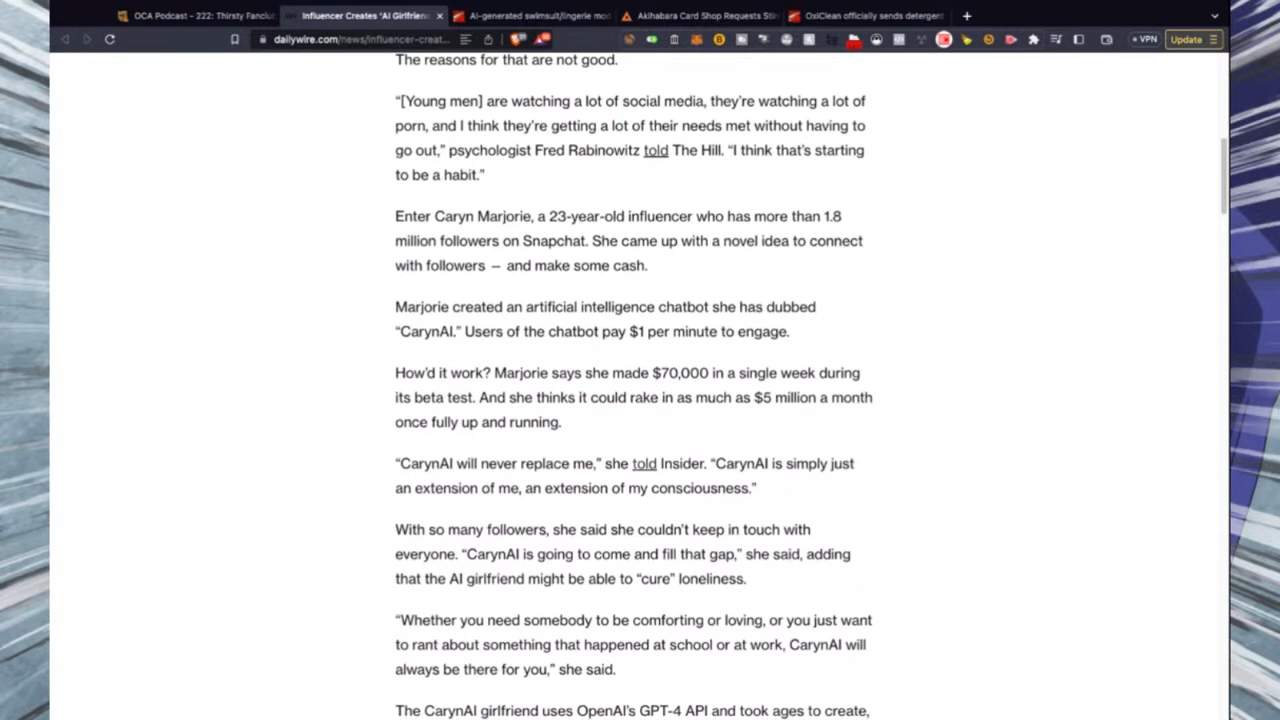 OCA Podcast – 222: Thirsty Fanclu
Influencer Creates 'AI Girlfrien
AI-generated swimsuit/lingerie mod
Akihabara Card Shop Requests Stin
OxiClean officially sends detergent
dailywire.com/news/influencer-creat...
VPN
Update
The reasons for that are not good.
“[Young men] are watching a lot of social media, they’re watching a lot of
porn, and I think they’re getting a lot of their needs met without having to
go out,” psychologist Fred Rabinowitz told The Hill. “I think that’s starting
to be a habit.”
Enter Caryn Marjorie, a 23-year-old influencer who has more than 1.8
million followers on Snapchat. She came up with a novel idea to connect
with followers — and make some cash.
Marjorie created an artificial intelligence chatbot she has dubbed
“CarynAI.” Users of the chatbot pay $1 per minute to engage.
How’d it work? Marjorie says she made $70,000 in a single week during
its beta test. And she thinks it could rake in as much as $5 million a month
once fully up and running.
“CarynAI will never replace me,” she told Insider. “CarynAI is simply just
an extension of me, an extension of my consciousness.”
With so many followers, she said she couldn’t keep in touch with
everyone. “CarynAI is going to come and fill that gap,” she said, adding
that the AI girlfriend might be able to “cure” loneliness.
“Whether you need somebody to be comforting or loving, or you just want
to rant about something that happened at school or at work, CarynAI will
always be there for you,” she said.
The CarynAI girlfriend uses OpenAI’s GPT-4 API and took ages to create,